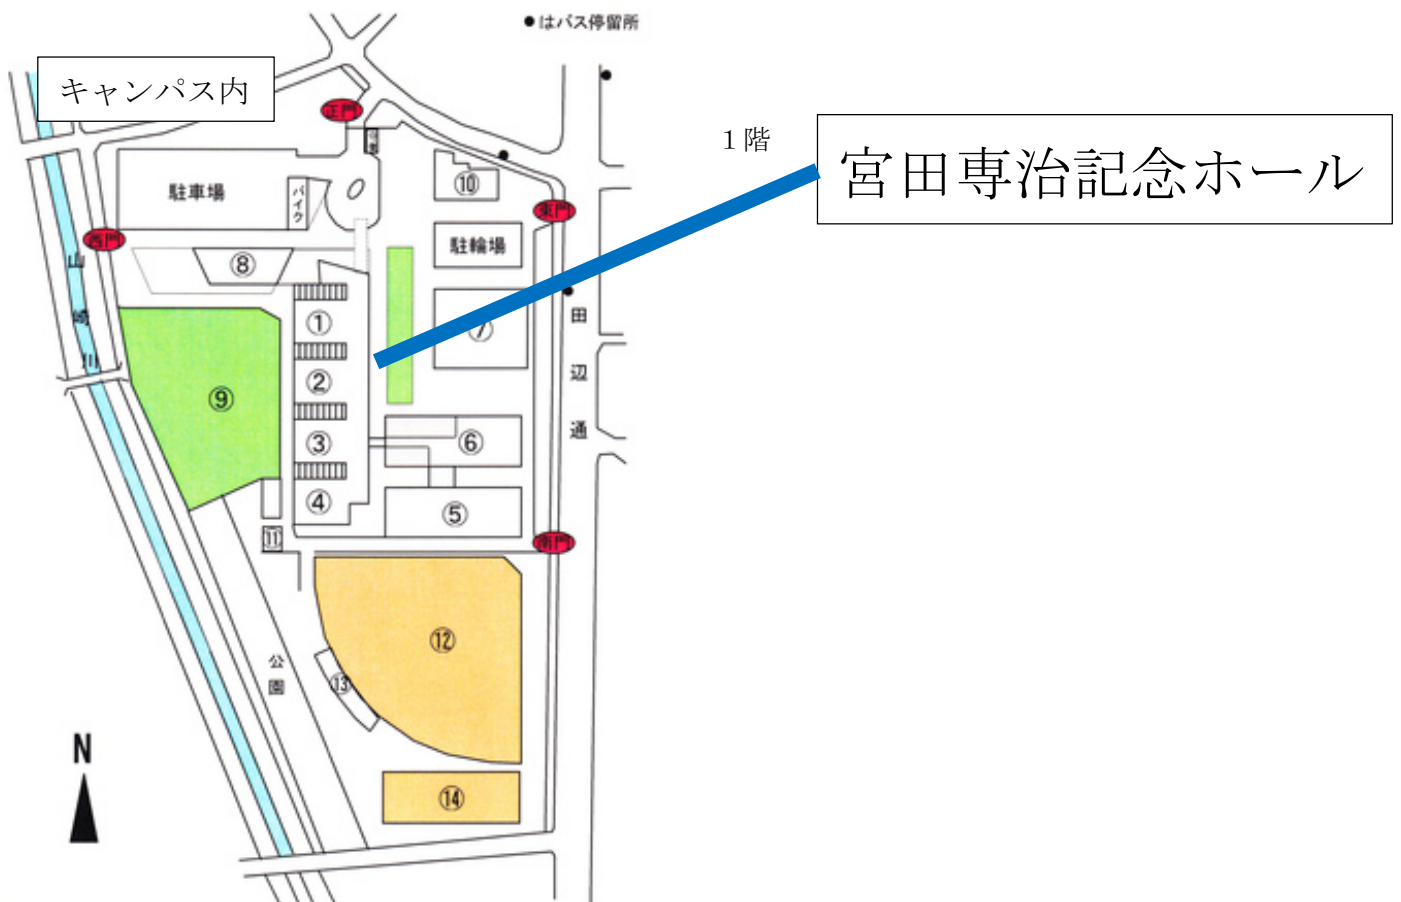 ●はバス停留所
キャンパス内
正門
1階
宮田専治記念ホール
駐車場
バイク
⑩
東門
西門
駐輪場
⑧
山崎川
①
⑦
田辺通
②
⑨
③
⑥
④
⑤
⑪
南門
⑫
公園
⑬
N
⑭